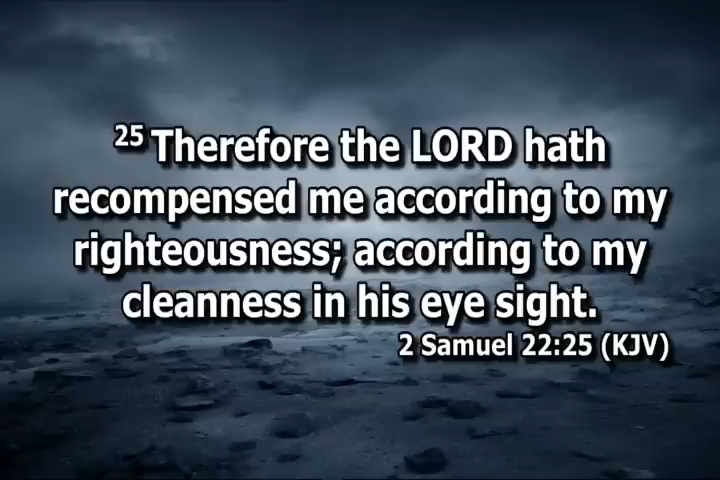 25 Therefore the LORD hath
recompensed me according to my
righteousness; according to my
cleanness in his eye sight.
2 Samuel 22:25 (KJV)